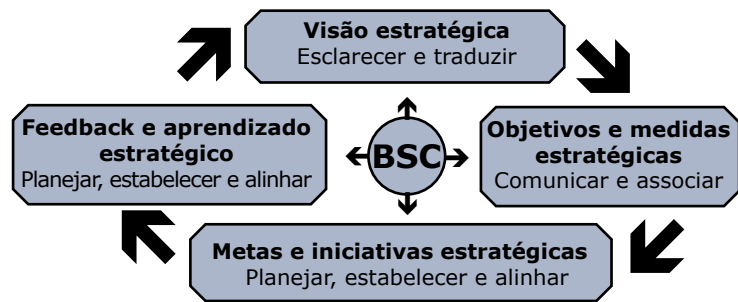 Visão estratégica
Esclarecer e traduzir
Feedback e aprendizado
estratégico
Planejar, estabelecer e alinhar
BSC
Objetivos e medidas
estratégicas
Comunicar e associar
Metas e iniciativas estratégicas
Planejar, estabelecer e alinhar